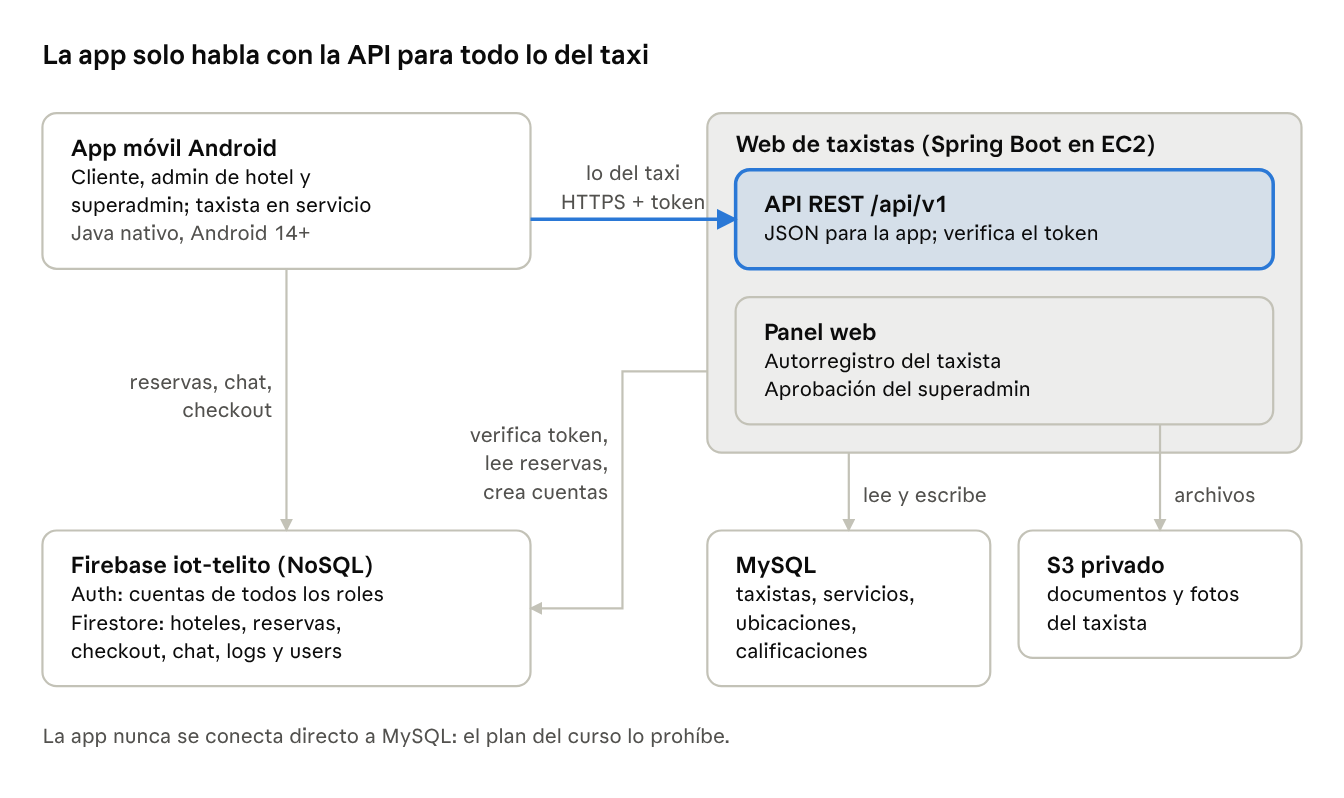 La app solo habla con la API para todo lo del taxi
App móvil Android
Cliente, admin de hotel y
superadmin; taxista en servicio
Java nativo, Android 14+
lo del taxi
HTTPS + token
Web de taxistas (Spring Boot en EC2)
API REST /api/v1
JSON para la app; verifica el token
Panel web
Autorregistro del taxista
Aprobación del superadmin
reservas, chat,
checkout
verifica token,
lee reservas,
crea cuentas
lee y escribe
archivos
Firebase iot-telito (NoSQL)
Auth: cuentas de todos los roles
Firestore: hoteles, reservas,
checkout, chat, logs y users
MySQL
taxistas, servicios,
ubicaciones,
calificaciones
S3 privado
documentos y fotos
del taxista
La app nunca se conecta directo a MySQL: el plan del curso lo prohíbe.